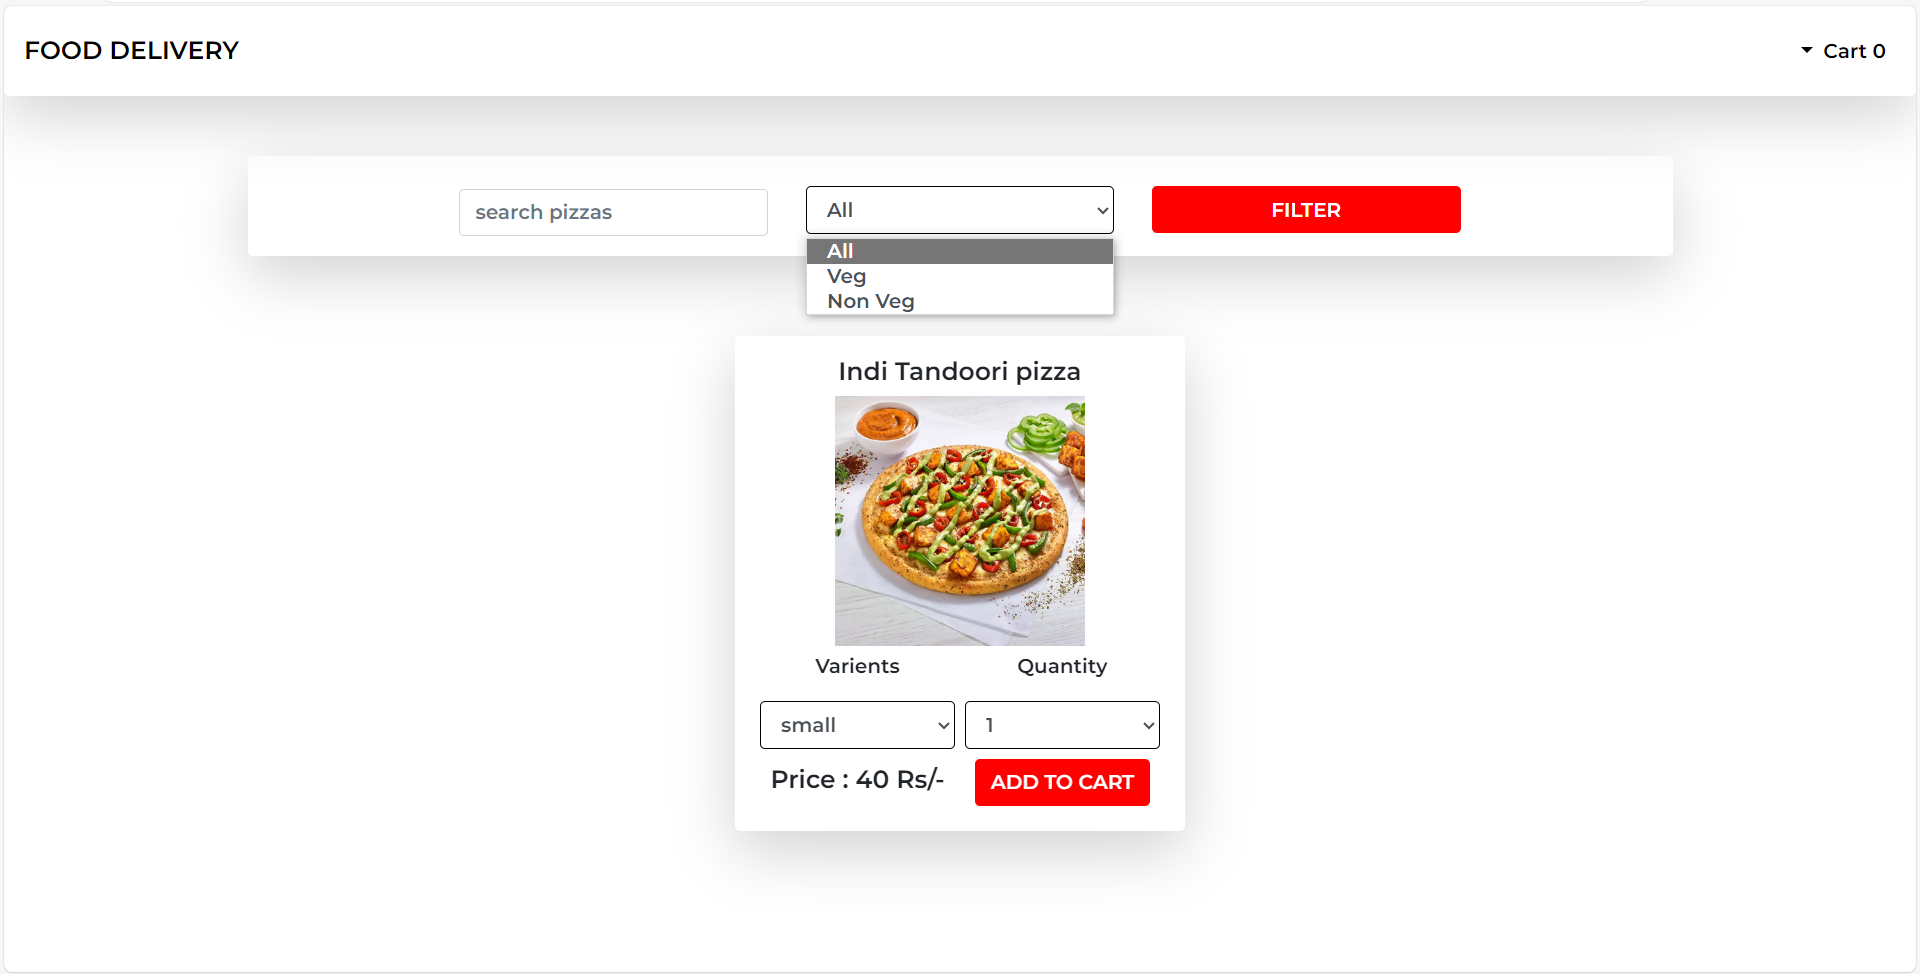 FOOD DELIVERY
Cart 0
search pizzas
All
FILTER
All
Veg
Non Veg
Indi Tandoori pizza
Varients
Quantity
small
1
Price : 40 Rs/-
ADD TO CART